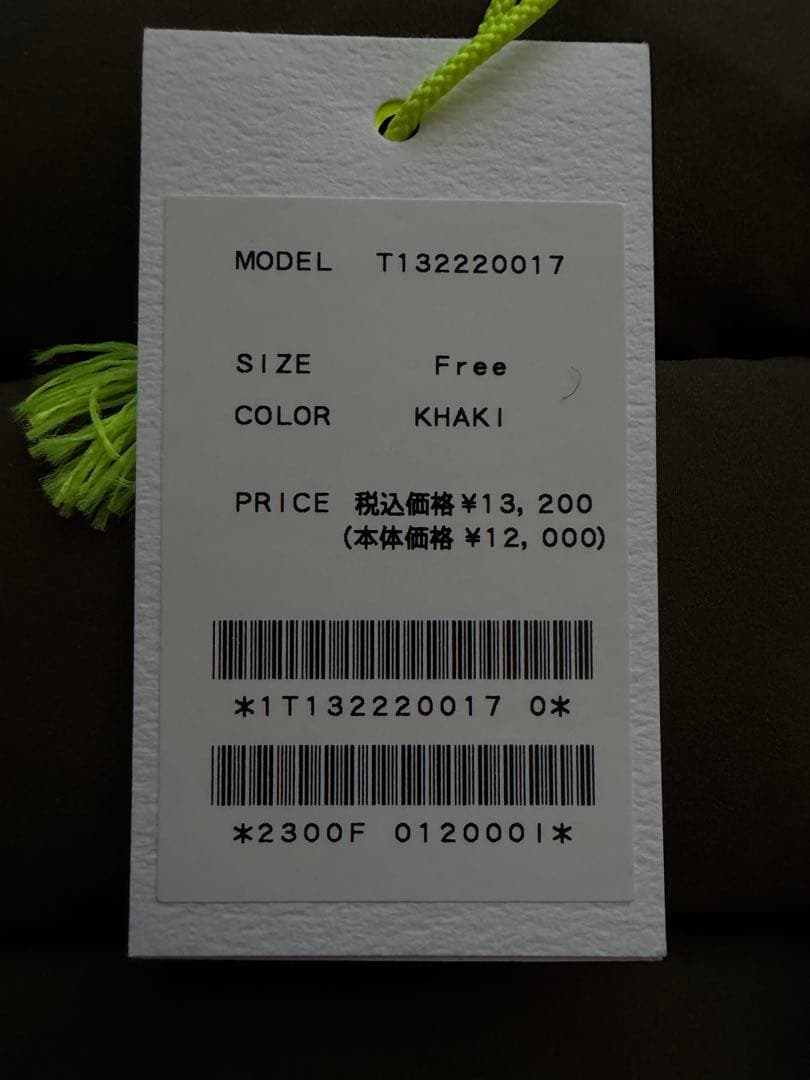 MODEL T132220017
SIZE Free
COLOR KHAKI
PRICE 税込価格 ¥13,200
(本体価格 ¥12,000)
*1T132220017 0*
*2300F 012000I*